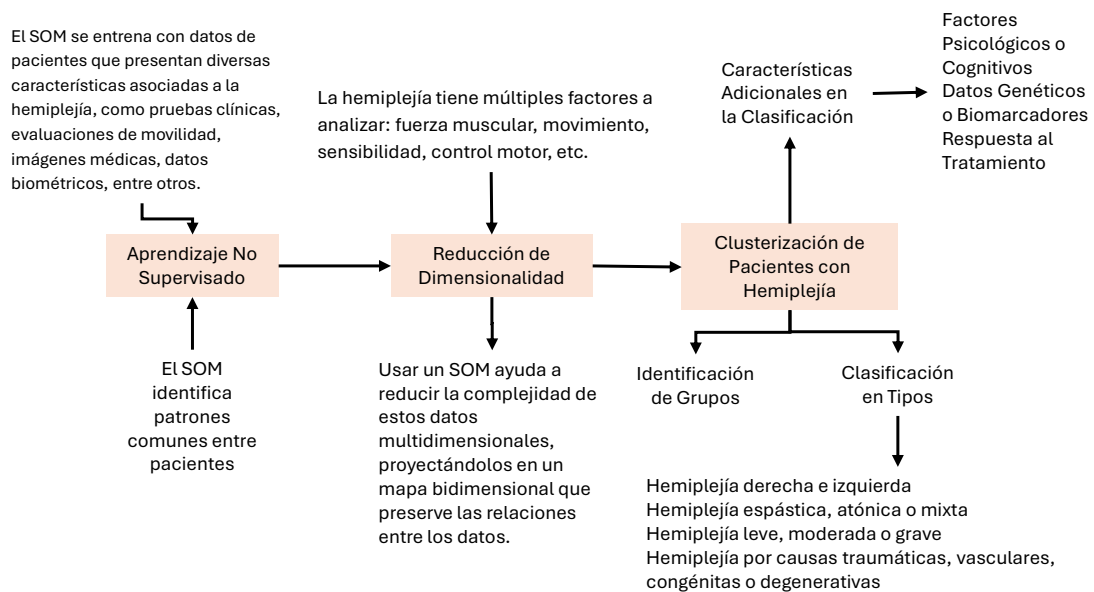 El SOM se entrena con datos de
pacientes que presentan diversas
características asociadas a la
hemiplejía, como pruebas clínicas,
evaluaciones de movilidad,
imágenes médicas, datos
biométricos, entre otros.
La hemiplejía tiene múltiples factores a
analizar: fuerza muscular, movimiento,
sensibilidad, control motor, etc.
Características
Adicionales en
la Clasificación
Factores
Psicológicos o
Cognitivos
Datos Genéticos
o Biomarcadores
Respuesta al
Tratamiento
Aprendizaje No
Supervisado
Reducción de
Dimensionalidad
Clusterización de
Pacientes con
Hemiplejía
El SOM
identifica
patrones
comunes entre
pacientes
Usar un SOM ayuda a
reducir la complejidad de
estos datos
multidimensionales,
proyectándolos en un
mapa bidimensional que
preserve las relaciones
entre los datos.
Identificación
de Grupos
Clasificación
en Tipos
Hemiplejía derecha e izquierda
Hemiplejía espástica, atónica o mixta
Hemiplejía leve, moderada o grave
Hemiplejía por causas traumáticas, vasculares,
congénitas o degenerativas